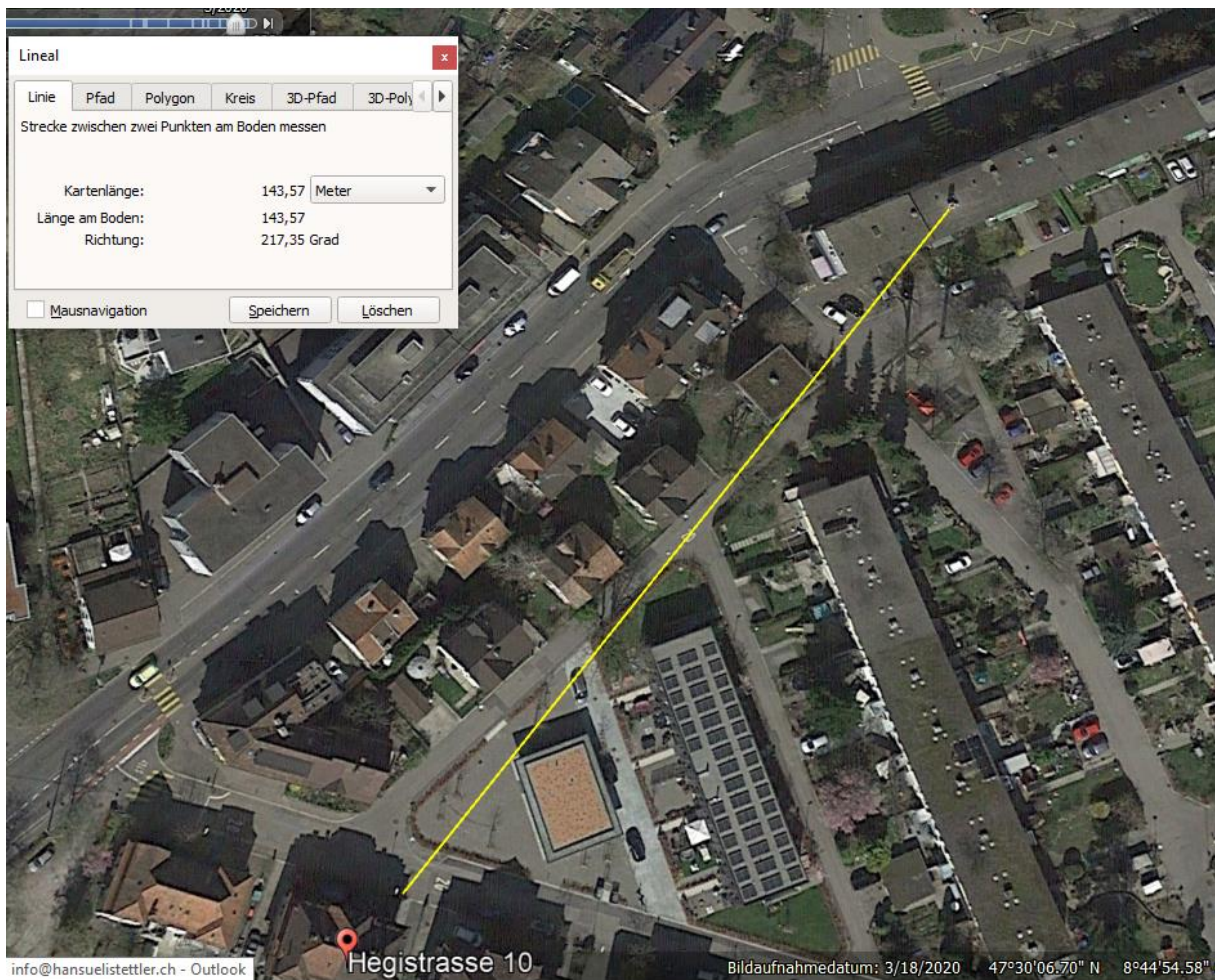 3/2020
Lineal
x
Linie Pfad Polygon Kreis 3D-Pfad 3D-Poly
Strecke zwischen zwei Punkten am Boden messen
Kartenlänge: 143,57 Meter
Länge am Boden: 143,57
Richtung: 217,35 Grad
Mausnavigation Speichern Löschen
Hegistrasse 10
info@hansuelistettler.ch - Outlook
Bildaufnahmedatum: 3/18/2020 47°30'06.70" N 8°44'54.58"